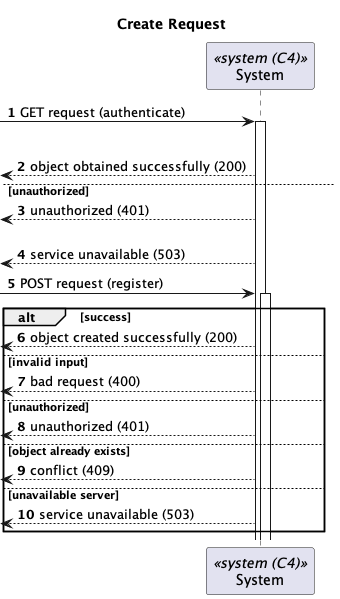 Create Request
«system (C4)»
System
1 GET request (authenticate)
2 object obtained successfully (200)
[unauthorized]
3 unauthorized (401)
4 service unavailable (503)
5 POST request (register)
alt [success]
6 object created successfully (200)
[invalid input]
7 bad request (400)
[unauthorized]
8 unauthorized (401)
[object already exists]
9 conflict (409)
[unavailable server]
10 service unavailable (503)
«system (C4)»
System